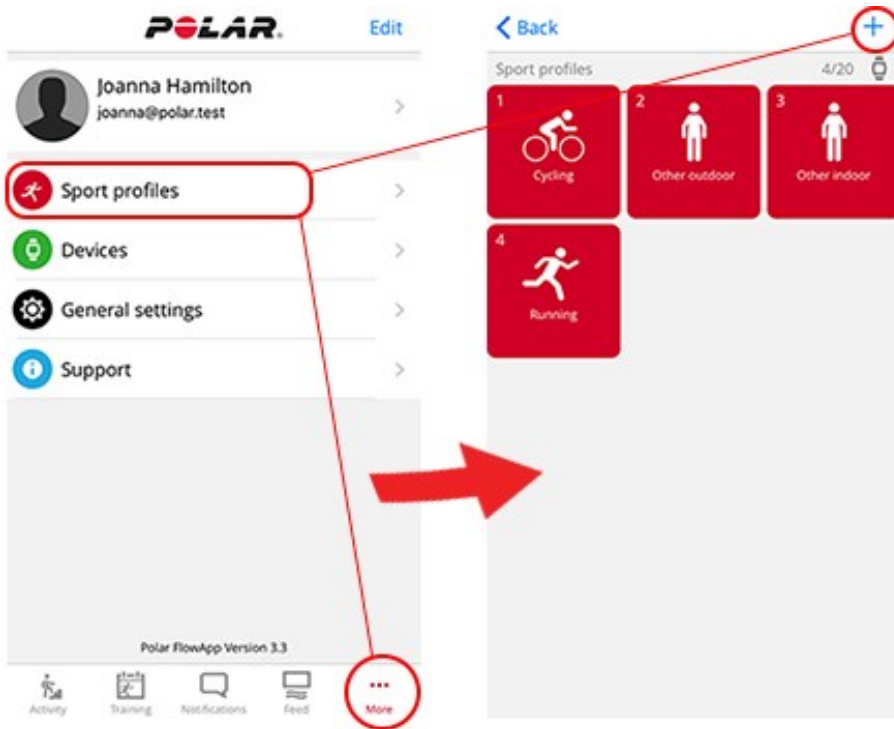 POLAR.
Edit
Joanna Hamilton
joanna@polar.test
Sport profiles
Devices
General settings
Support
Polar FlowApp Version 3.3
Activity
Training
Notifications
Feed
More
Back
Sport profiles
4/20
1
Cycling
2
Other outdoor
3
Other indoor
4
Running